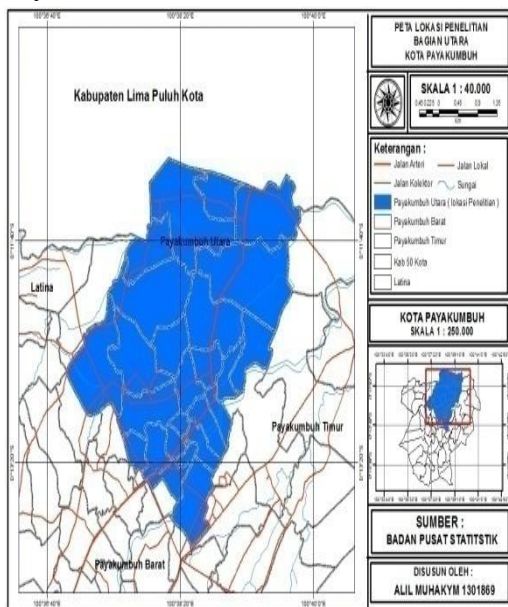 PETA LOKASI PENELITIAN
BAGIAN UTARA
KOTA PAYAKUMBUH
SKALA 1 : 40.000
Km
Keterangan :
Jalan Arteri
Jalan Lokal
Jalan Kolektor
Sungai
Payakumbuh Utara ( lokasi Penelitian )
Payakumbuh Barat
Payakumbuh Timur
Kab 50 Kota
Latina
KOTA PAYAKUMBUH
SKALA 1 : 250.000
SUMBER :
BADAN PUSAT STATITSTIK
DISUSUN OLEH :
ALIL MUHAKYM 1301869
Kabupaten Lima Puluh Kota
Payakumbuh Utara
Latina
Payakumbuh Timur
Payakumbuh Barat